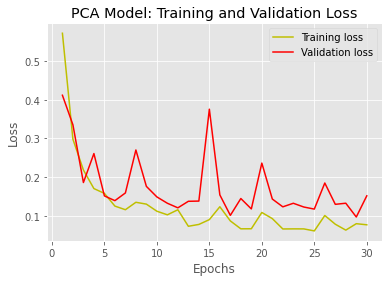 PCA Model: Training and Validation Loss
Training loss
Validation loss
Loss
0.5
0.4
0.3
0.2
0.1
0
5
10
15
20
25
30
Epochs